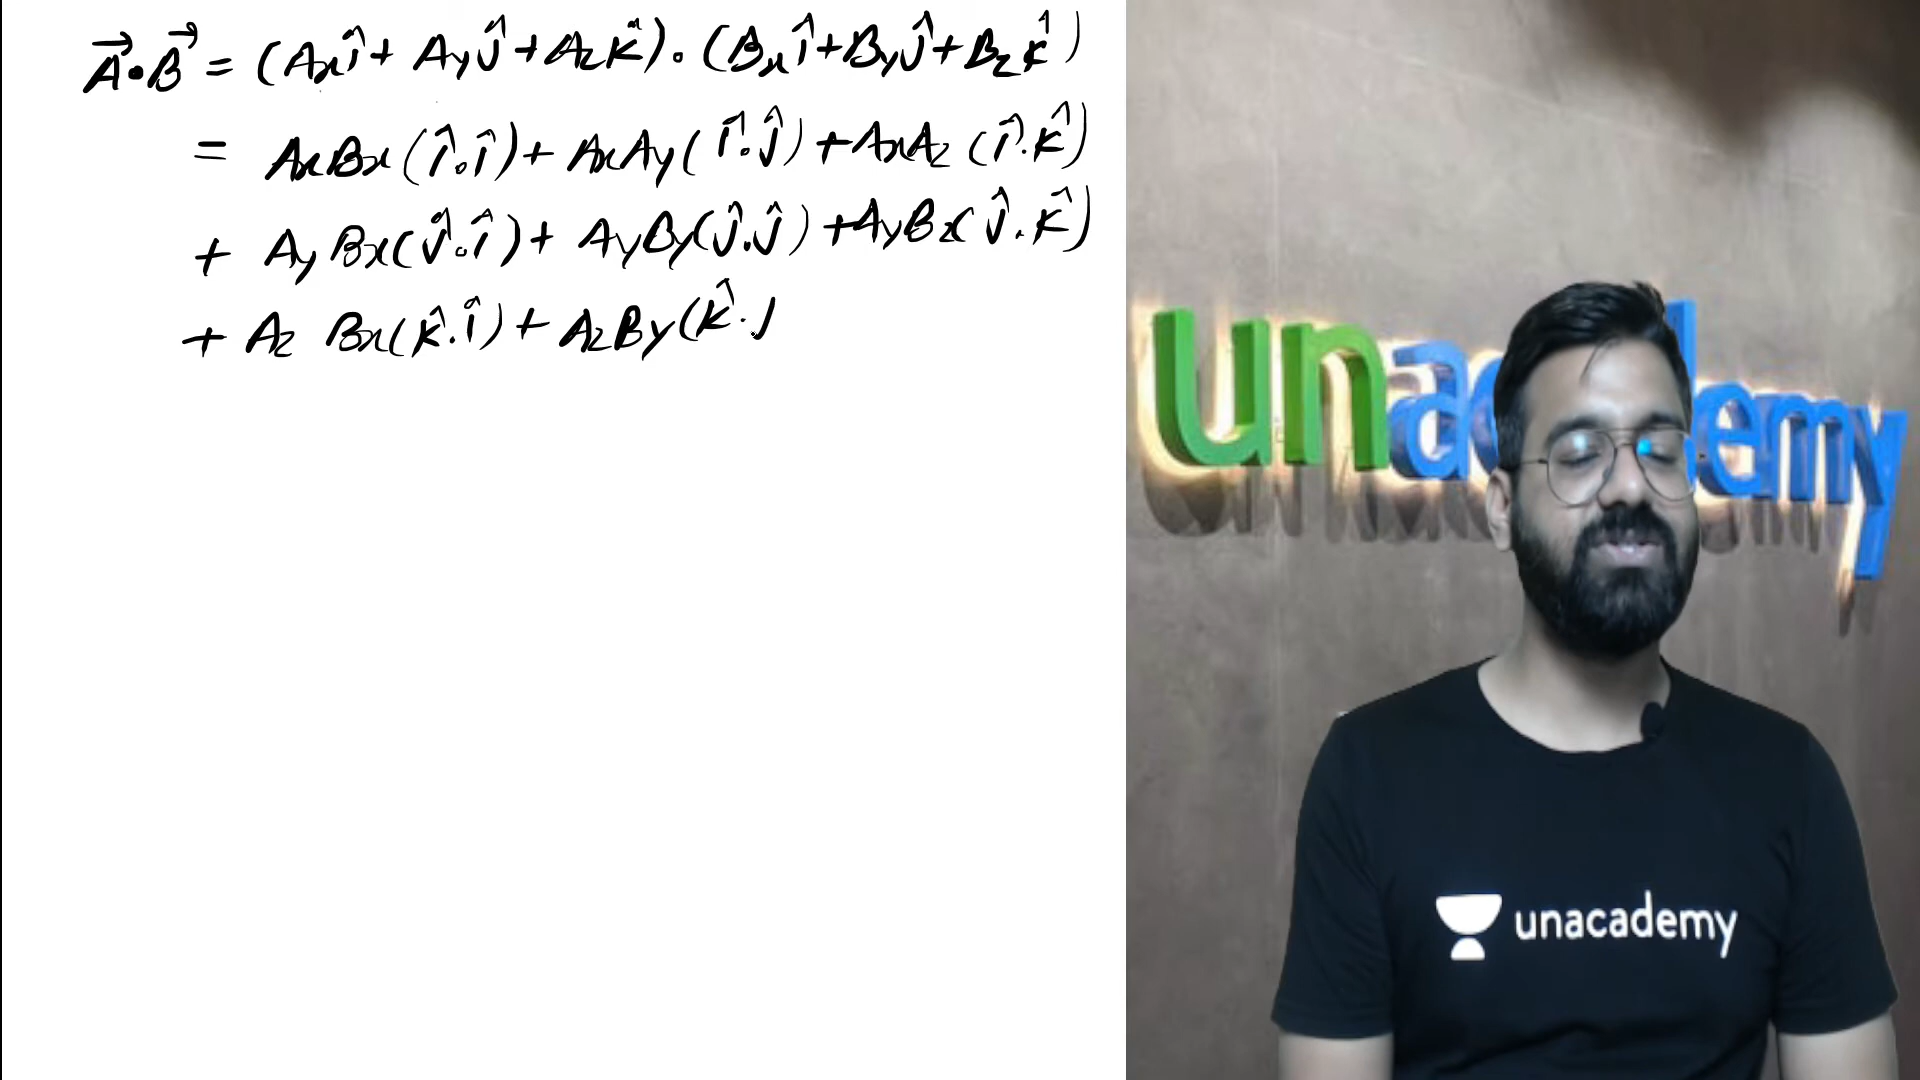 A⃗•B⃗ = (Axî + Ayĵ + Azk̂)∘(Bxî + Byĵ + Bzk̂)
= AxBx(î∘î) + AxAy(î.ĵ) + AxAz(î.k̂)
+ AyBx(ĵ∘î) + AyBy(ĵ.ĵ) + AyBz(ĵ.k̂)
+ Az Bx(k̂.î) + AzBy(k̂.j
unacademy
unacademy